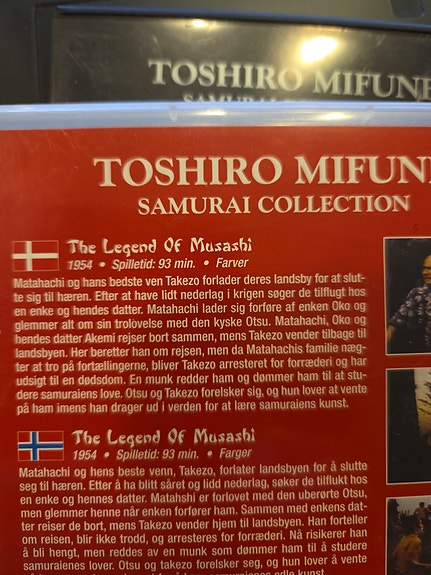 TOSHIRO MIFUNE
SAMURAI
TOSHIRO MIFUN
SAMURAI COLLECTION
The Legend Of Musashi
1954 • Spilletid: 93 min. • Farver
Matahachi og hans bedste ven Takezo forlader deres landsby for at slut-
te sig til hæren. Efter at have lidt nederlag i krigen søger de tilflugt hos
en enke og hendes datter. Matahachi lader sig forføre af enken Oko og
glemmer alt om sin trolovelse med den kyske Otsu. Matahachi, Oko og
hendes datter Akemi rejser bort sammen, mens Takezo vender tilbage til
landsbyen. Her beretter han om rejsen, men da Matahachis familie næg-
ter at tro på fortællingerne, bliver Takezo arresteret for forræderi og har
udsigt til en dødsdom. En munk redder ham og dømmer ham til at stu-
dere samuraiens love. Otsu og Takezo forelsker sig, og hun lover at vente
på ham imens han drager ud i verden for at lære samuraiens kunst.
The Legend Of Musashi
1954 • Spilletid: 93 min. • Farger
Matahachi og hens beste venn, Takezo, forlater landsbyen for å slutte
seg til hæren. Etter å ha blitt såret og lidd nederlag, søker de tilflukt hos
en enke og hennes datter. Matahshi er forlovet med den uberørte Otsu,
men glemmer henne når enken forfører ham. Sammen med enkens dat-
ter reiser de bort, mens Takezo vender hjem til landsbyen. Han forteller
om reisen, blir ikke trodd, og arresteres for forræderi. Nå risikerer han
å bli hengt, men reddes av en munk som dømmer ham til å studere
samuraienes lover. Otsu og takezo forelsker seg, og hun lover å vente